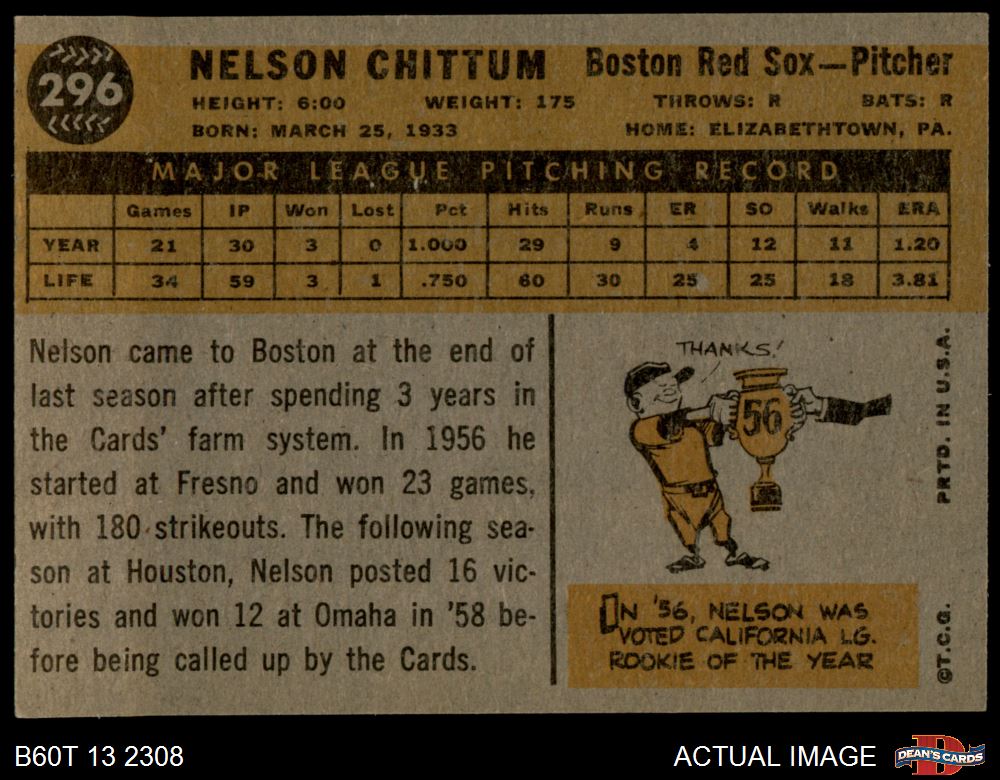 296
NELSON CHITTUM Boston Red Sox—Pitcher
HEIGHT: 6:00 WEIGHT: 175 THROWS: R BATS: R
BORN: MARCH 25, 1933 HOME: ELIZABETHTOWN, PA.
MAJOR LEAGUE PITCHING RECORD
Games IP Won Lost Pct Hits Runs ER SO Walks ERA
YEAR 21 30 3 0 1.000 29 9 4 12 11 1.20
LIFE 34 59 3 1 .750 60 30 25 25 18 3.81
Nelson came to Boston at the end of
last season after spending 3 years in
the Cards' farm system. In 1956 he
started at Fresno and won 23 games,
with 180 strikeouts. The following sea-
son at Houston, Nelson posted 16 vic-
tories and won 12 at Omaha in '58 be-
fore being called up by the Cards.
THANKS!
56
IN '56, NELSON WAS
VOTED CALIFORNIA LG.
ROOKIE OF THE YEAR
©T.C.G. PRTD. IN U.S.A.
B60T 13 2308 ACTUAL IMAGE DEAN'S CARDS